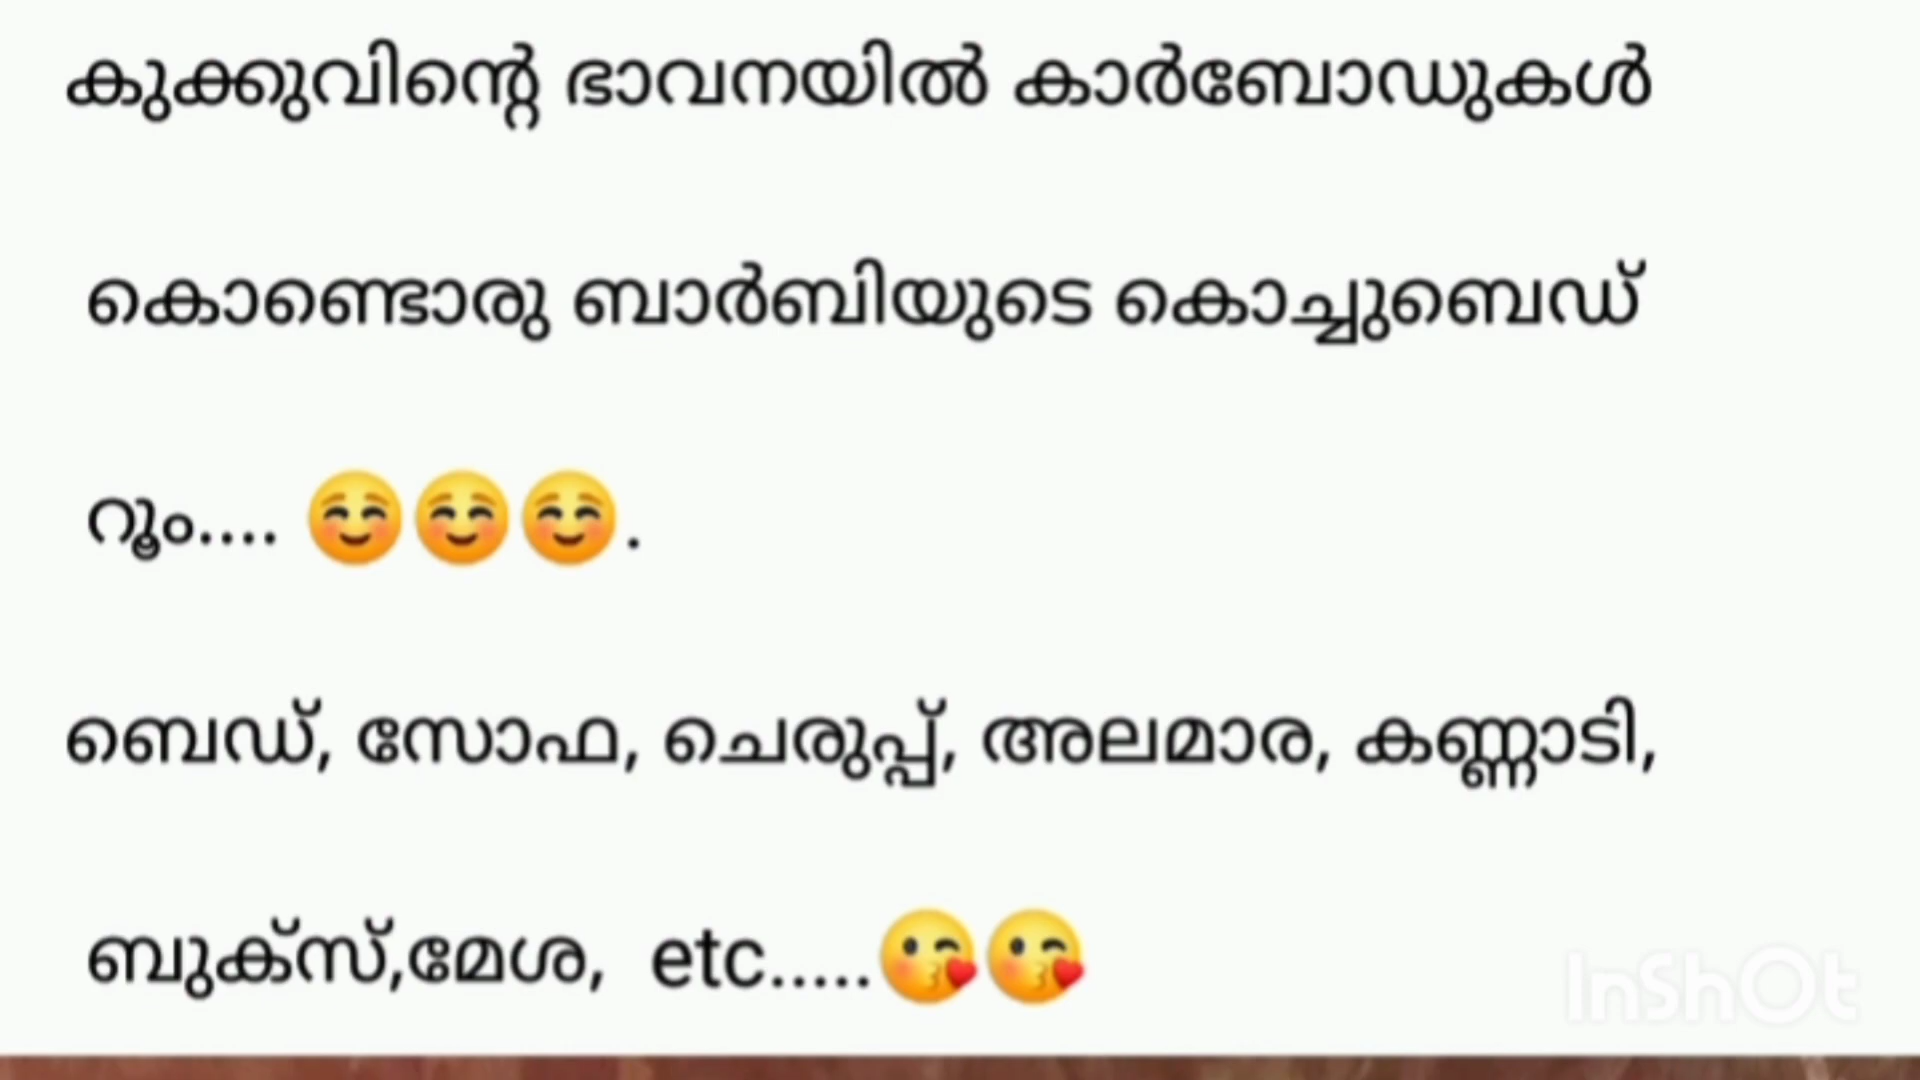 കുക്കുവിന്റെ ഭാവനയിൽ കാർബോഡുകൾ
കൊണ്ടൊരു ബാർബിയുടെ കൊച്ചുബെഡ്
റൂം.... ☺️☺️☺️.
ബെഡ്, സോഫ, ചെരുപ്പ്, അലമാര, കണ്ണാടി,
ബുക്സ്,മേശ, etc.....😘😘
InShOt